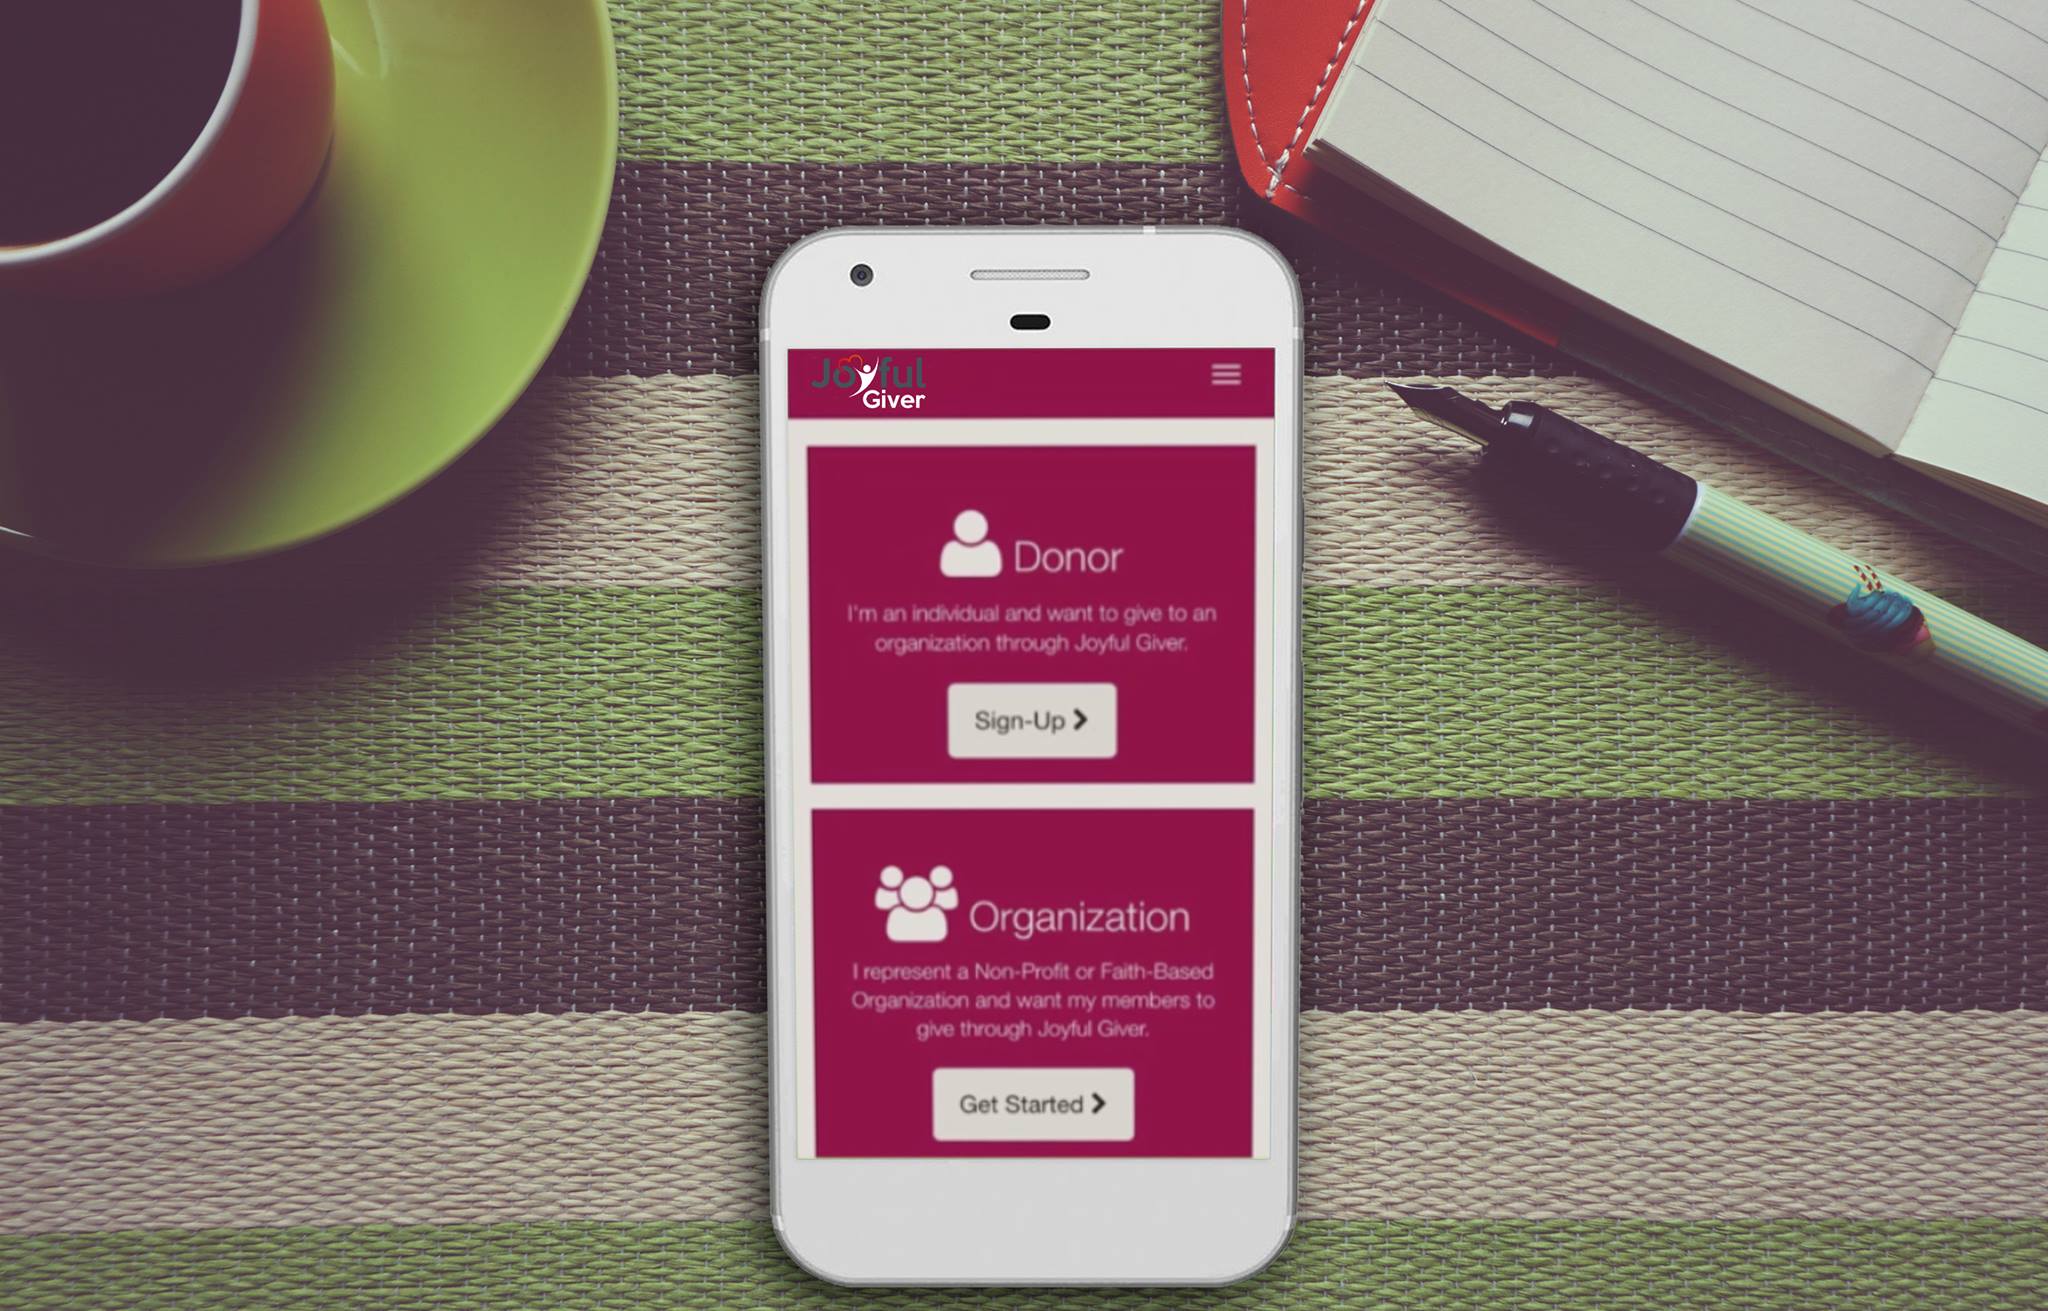 Joyful
Giver
Donor
I'm an individual and want to give to an
organization through Joyful Giver.
Sign-Up
Organization
I represent a Non-Profit or Faith-Based
Organization and want my members to
give through Joyful Giver.
Get Started